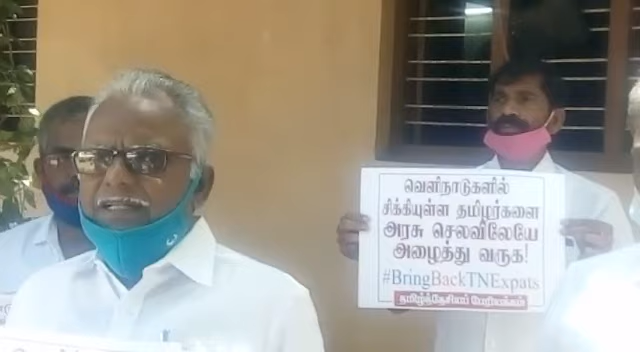 வெளிநாடுகளில்
சிக்கியுள்ள தமிழர்களை
அரசு செலவிலேயே
அழைத்து வருக!
#BringBackTNExpats
தமிழ்த்தேசியப் பேரியக்கம்